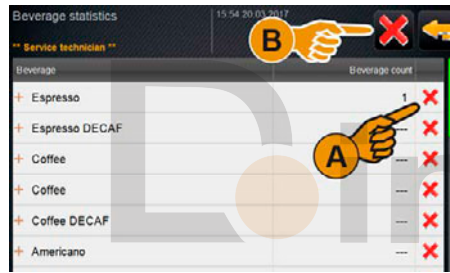 Beverage statistics
15:54 20.03.2017
** Service technician **
B
Beverage
Beverage count
+ Espresso 1
+ Espresso DECAF ---
A
+ Coffee ---
+ Coffee ---
+ Coffee DECAF ---
+ Americano ---